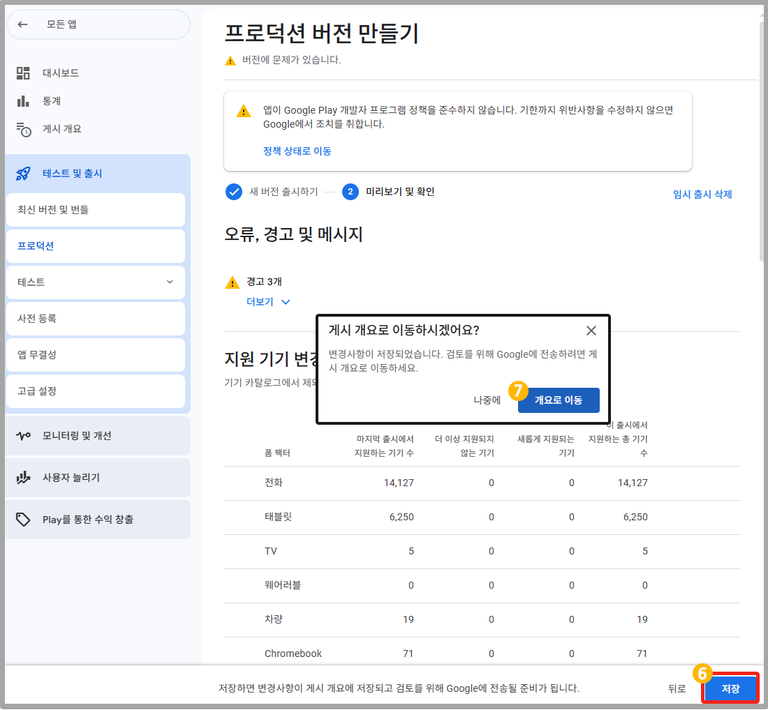 모든 앱
대시보드
통계
게시 개요
테스트 및 출시
최신 버전 및 번들
프로덕션
테스트
사전 등록
앱 무결성
고급 설정
모니터링 및 개선
사용자 늘리기
Play를 통한 수익 창출
프로덕션 버전 만들기
버전에 문제가 있습니다.
앱이 Google Play 개발자 프로그램 정책을 준수하지 않습니다. 기한까지 위반사항을 수정하지 않으면
Google에서 조치를 취합니다.
정책 상태로 이동
새 버전 출시하기 2 미리보기 및 확인
임시 출시 삭제
오류, 경고 및 메시지
경고 3개
더보기
게시 개요로 이동하시겠어요?
변경사항이 저장되었습니다. 검토를 위해 Google에 전송하려면 게
시 개요로 이동하세요.
나중에 7 개요로 이동
지원 기기 변경
기기 카탈로그에서 제외
폼 팩터
마지막 출시에서
지원하는 기기 수
더 이상 지원되지
않는 기기
새롭게 지원되는
기기
이 출시에서
지원하는 총 기기
수
전화 14,127 0 0 14,127
태블릿 6,250 0 0 6,250
TV 5 0 0 5
웨어러블 0 0 0 0
차량 19 0 0 19
Chromebook 71 0 0 71
저장하면 변경사항이 게시 개요에 저장되고 검토를 위해 Google에 전송될 준비가 됩니다.
뒤로 6 저장